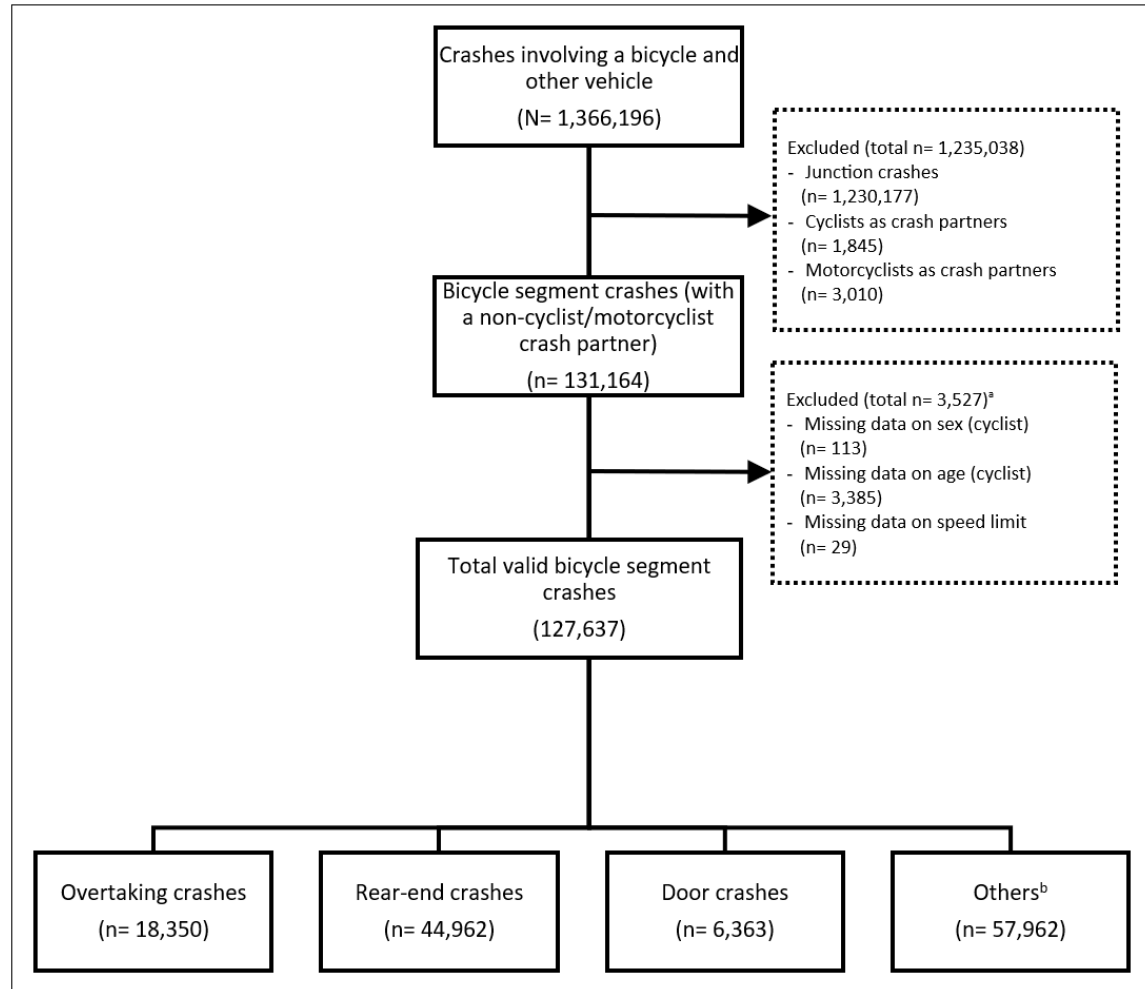 Crashes involving a bicycle and
other vehicle
(N= 1,366,196)
Excluded (total n= 1,235,038)
- Junction crashes
(n= 1,230,177)
- Cyclists as crash partners
(n= 1,845)
- Motorcyclists as crash partners
(n= 3,010)
Bicycle segment crashes (with
a non-cyclist/motorcyclist
crash partner)
(n= 131,164)
Excluded (total n= 3,527)ª
- Missing data on sex (cyclist)
(n= 113)
- Missing data on age (cyclist)
(n= 3,385)
- Missing data on speed limit
(n= 29)
Total valid bicycle segment
crashes
(127,637)
Overtaking crashes
(n= 18,350)
Rear-end crashes
(n= 44,962)
Door crashes
(n= 6,363)
Othersᵇ
(n= 57,962)